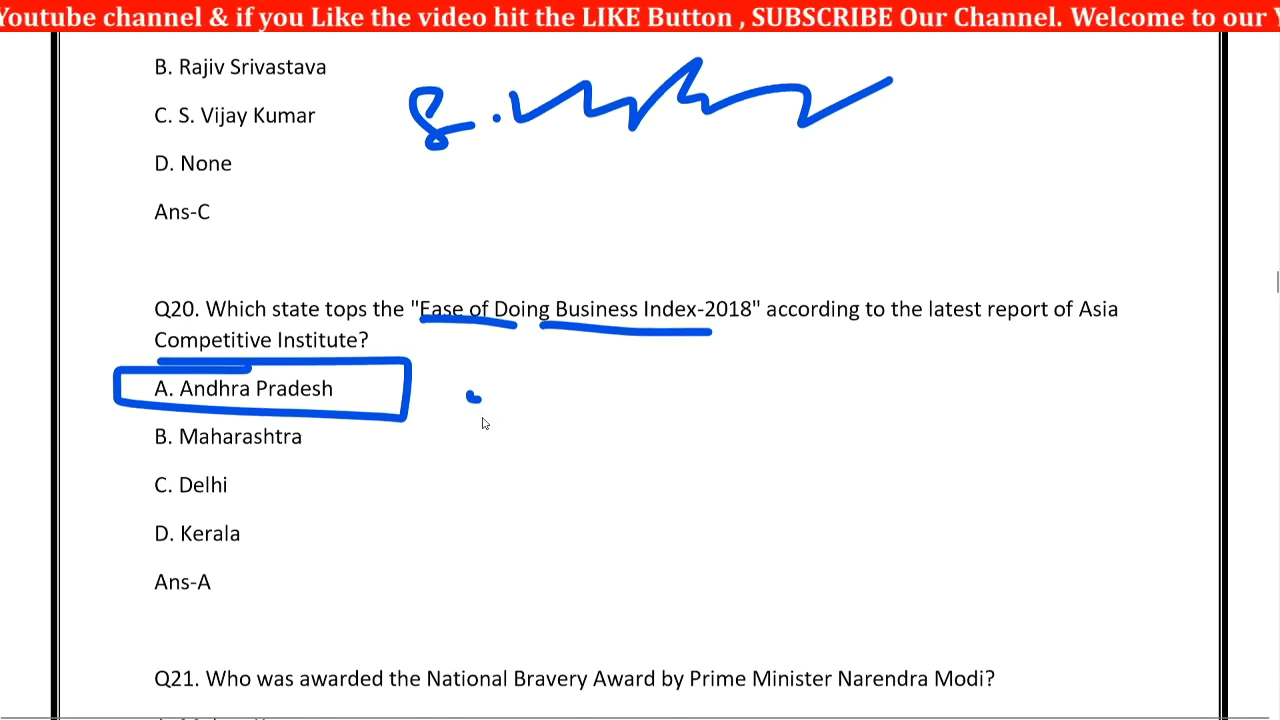 Youtube channel & if you Like the video hit the LIKE Button , SUBSCRIBE Our Channel. Welcome to our
B. Rajiv Srivastava
C. S. Vijay Kumar
D. None
Ans-C
Q20. Which state tops the "Ease of Doing Business Index-2018" according to the latest report of Asia
Competitive Institute?
A. Andhra Pradesh
B. Maharashtra
C. Delhi
D. Kerala
Ans-A
Q21. Who was awarded the National Bravery Award by Prime Minister Narendra Modi?